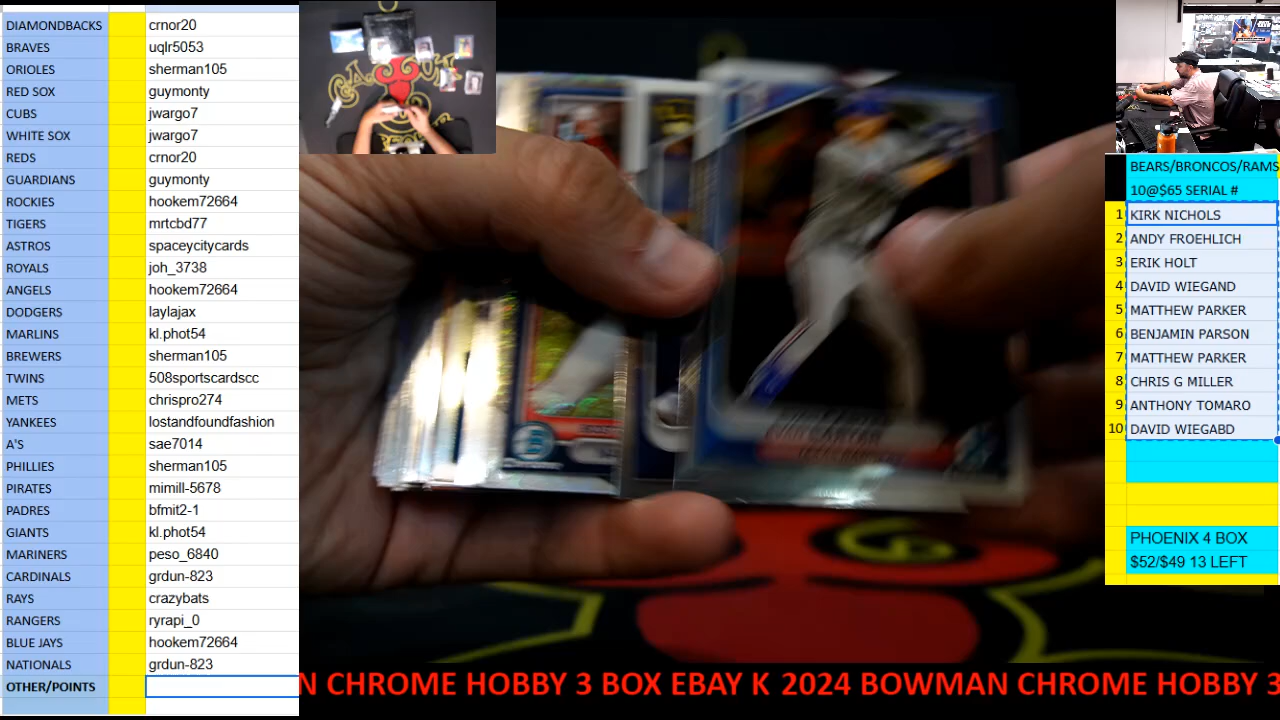 DIAMONDBACKS crnor20
BRAVES uqlr5053
ORIOLES sherman105
RED SOX guymonty
CUBS jwargo7
WHITE SOX jwargo7
REDS crnor20
GUARDIANS guymonty
ROCKIES hookem72664
TIGERS mrtcbd77
ASTROS spaceycitycards
ROYALS joh_3738
ANGELS hookem72664
DODGERS laylajax
MARLINS kl.phot54
BREWERS sherman105
TWINS 508sportscardscc
METS chrispro274
YANKEES lostandfoundfashion
A'S sae7014
PHILLIES sherman105
PIRATES mimill-5678
PADRES bfmit2-1
GIANTS kl.phot54
MARINERS peso_6840
CARDINALS grdun-823
RAYS crazybats
RANGERS ryrapi_0
BLUE JAYS hookem72664
NATIONALS grdun-823
OTHER/POINTS
BEARS/BRONCOS/RAMS
10@$65 SERIAL #
1 KIRK NICHOLS
2 ANDY FROEHLICH
3 ERIK HOLT
4 DAVID WIEGAND
5 MATTHEW PARKER
6 BENJAMIN PARSON
7 MATTHEW PARKER
8 CHRIS G MILLER
9 ANTHONY TOMARO
10 DAVID WIEGABD
PHOENIX 4 BOX
$52/$49 13 LEFT
N CHROME HOBBY 3 BOX EBAY K 2024 BOWMAN CHROME HOBBY 3